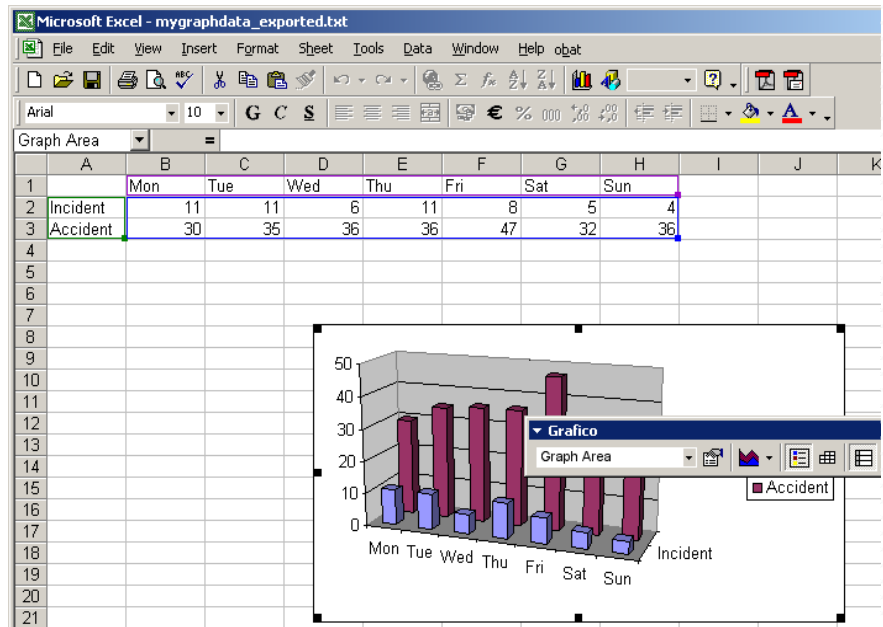 Microsoft Excel - mygraphdata_exported.txt
File Edit View Insert Format Sheet Tools Data Window Help obat
ABC
Arial 10 G C S € % 000
Graph Area =
A B C D E F G H I J K
1 Mon Tue Wed Thu Fri Sat Sun
2 Incident 11 11 6 11 8 5 4
3 Accident 30 35 36 36 47 32 36
4
5
6
7
8
9
10
11
12
13
14
15
16
17
18
19
20
21
50
40
30
20
10
0
Mon Tue Wed Thu Fri Sat Sun
Incident
Grafico
Graph Area
Accident